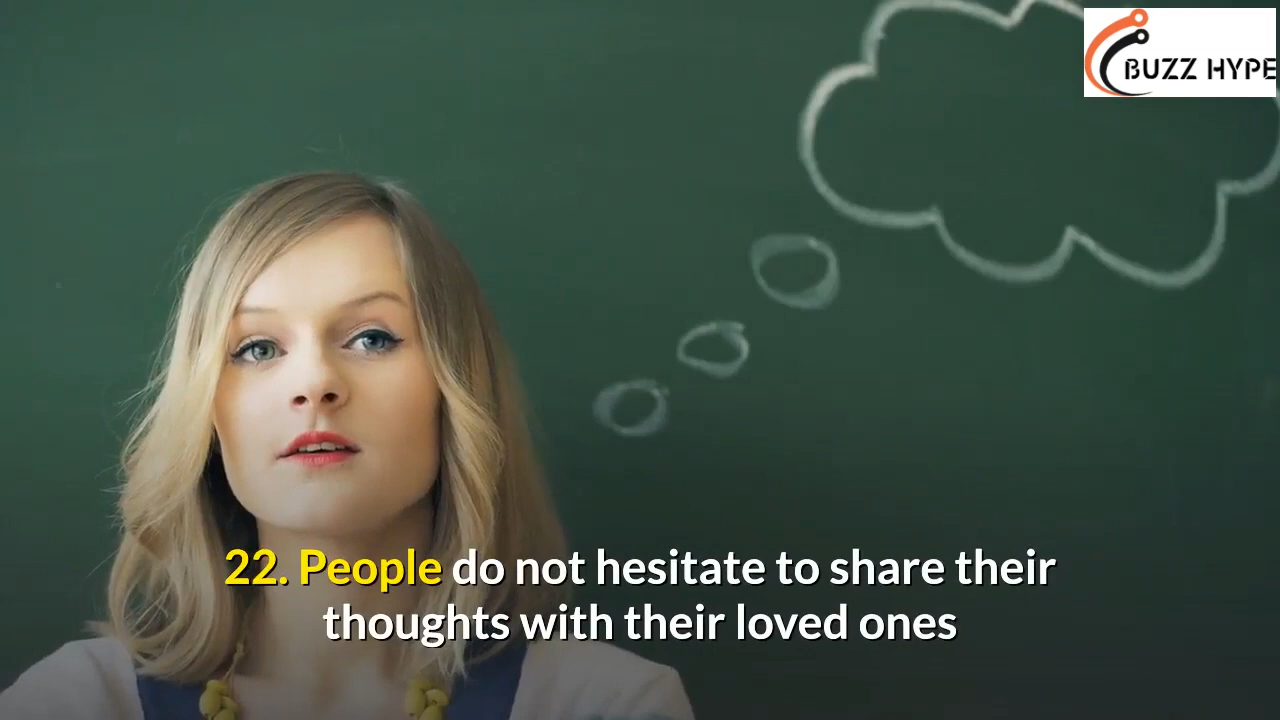 BUZZ HYPE
22. People do not hesitate to share their
thoughts with their loved ones